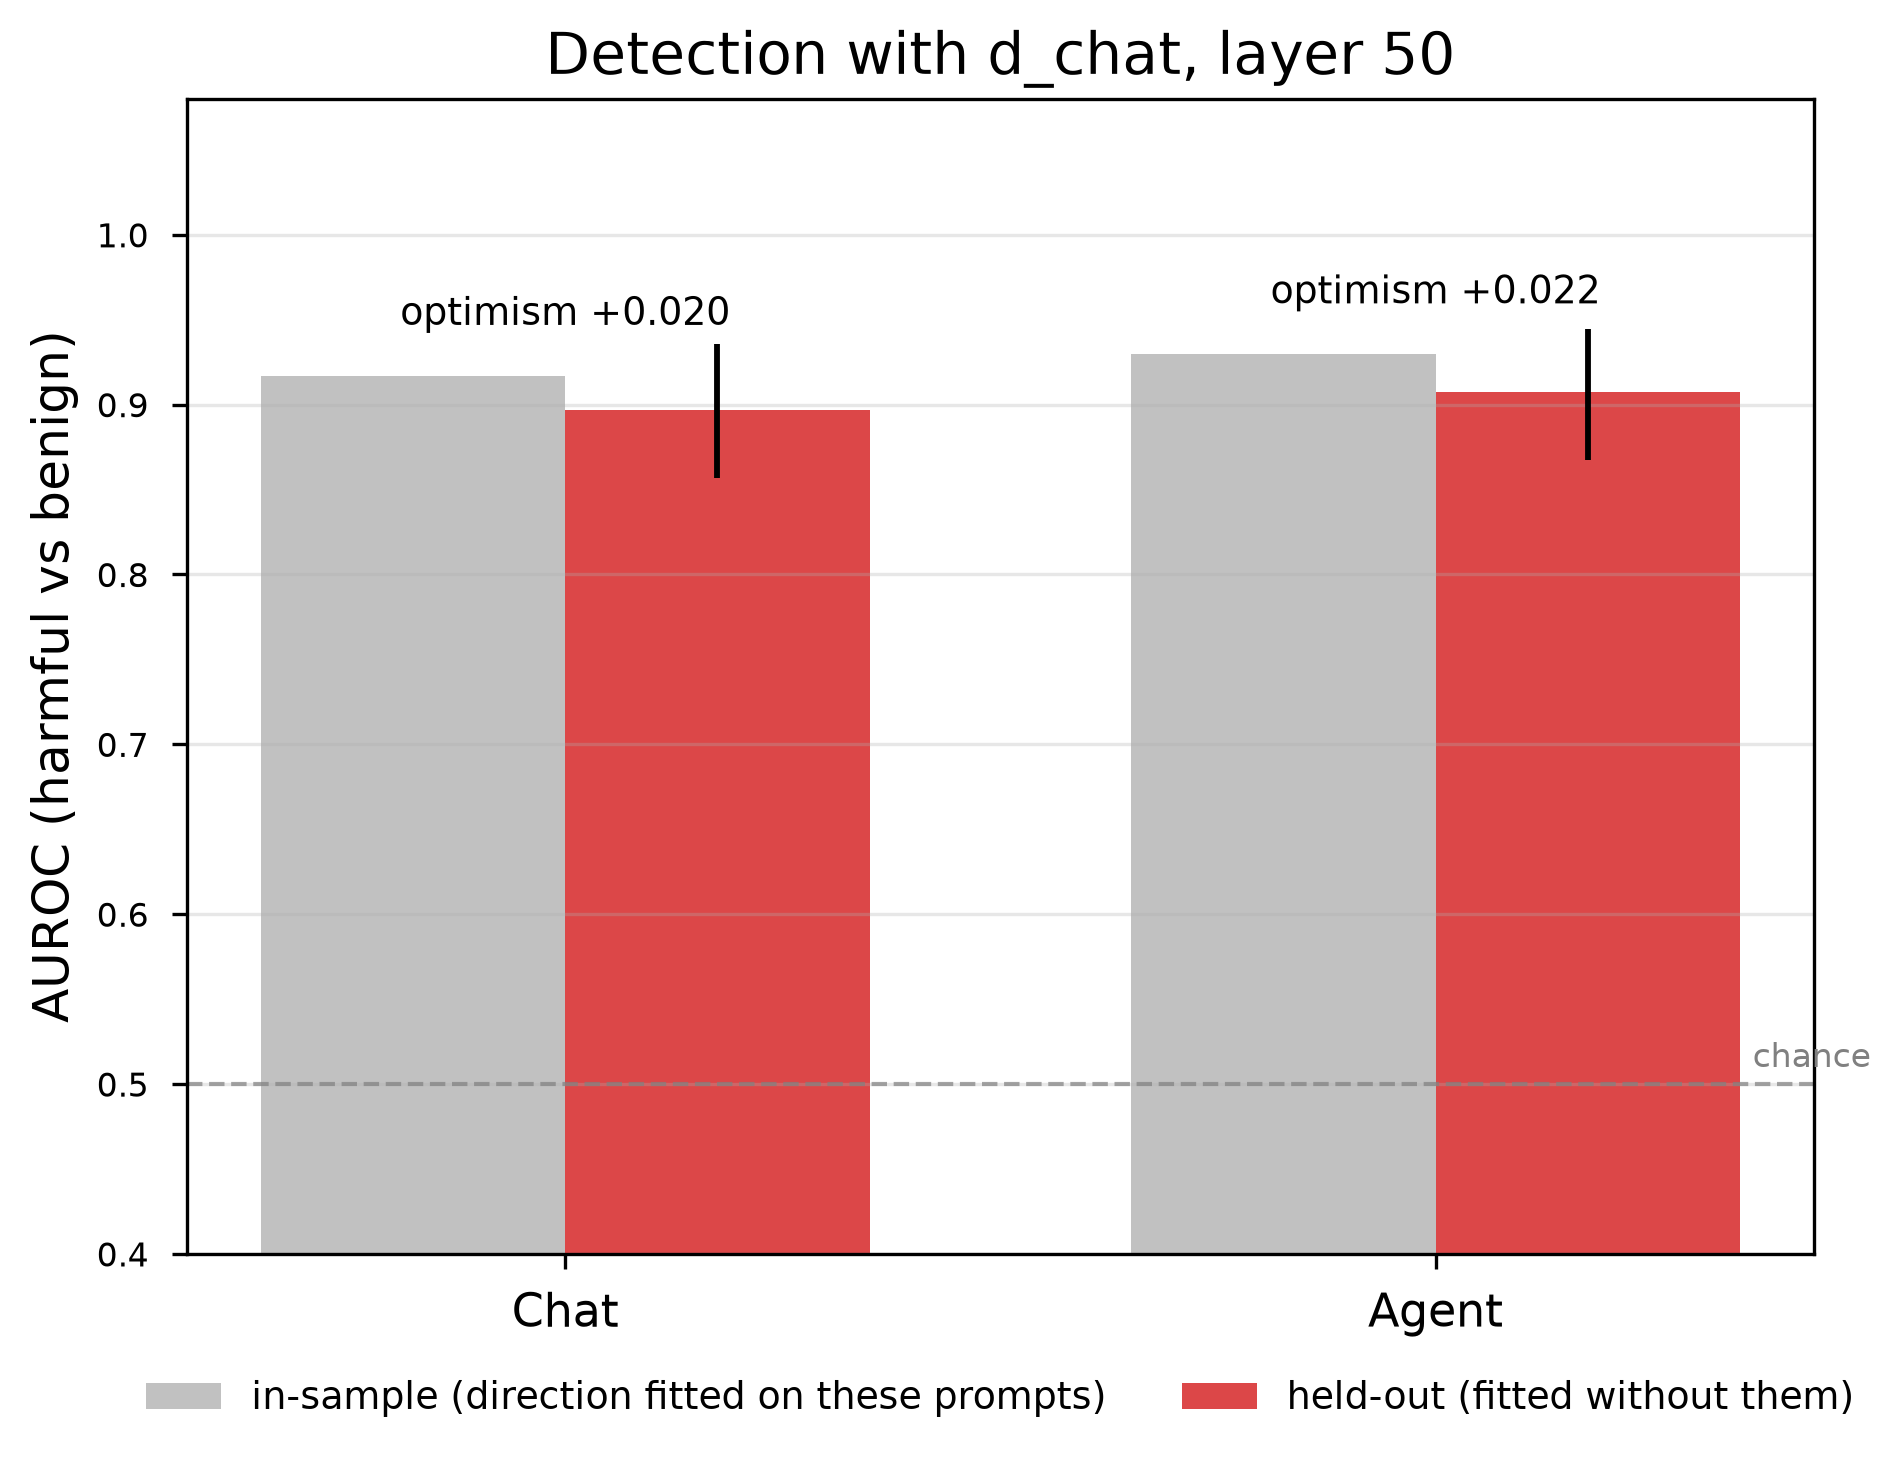 Detection with d_chat, layer 50
AUROC (harmful vs benign)
1.0
0.9
0.8
0.7
0.6
0.5
0.4
optimism +0.020
optimism +0.022
chance
Chat
Agent
in-sample (direction fitted on these prompts)
held-out (fitted without them)